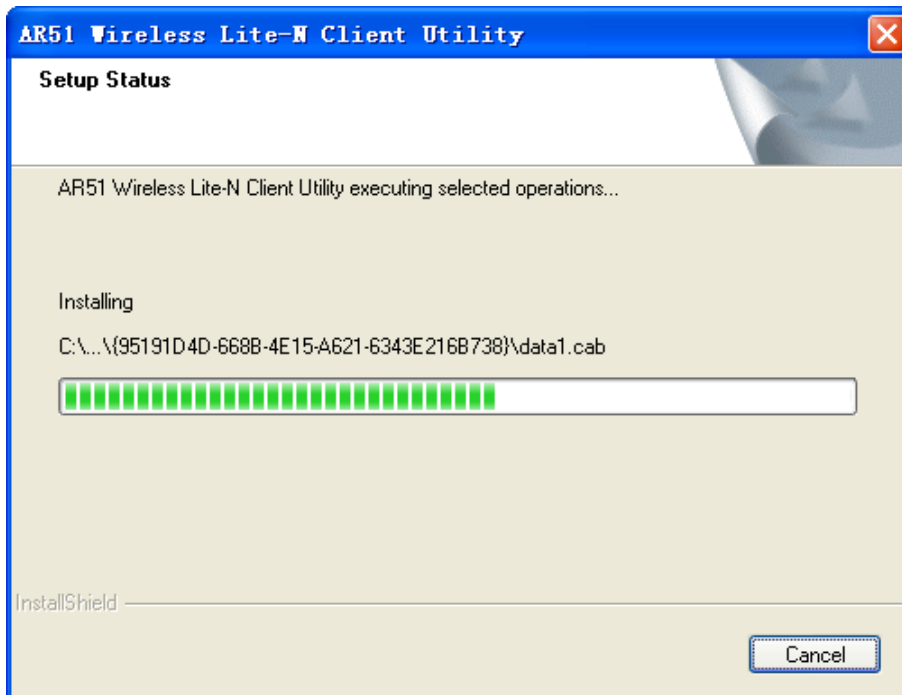 AR51 Wireless Lite-N Client Utility
Setup Status
AR51 Wireless Lite-N Client Utility executing selected operations...
Installing
C:\...\{95191D4D-668B-4E15-A621-6343E216B738}\data1.cab
InstallShield
Cancel